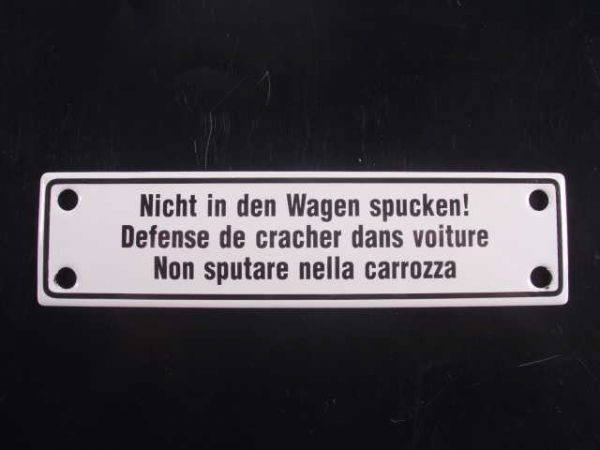 Nicht in den Wagen spucken!
Defense de cracher dans voiture
Non sputare nella carrozza